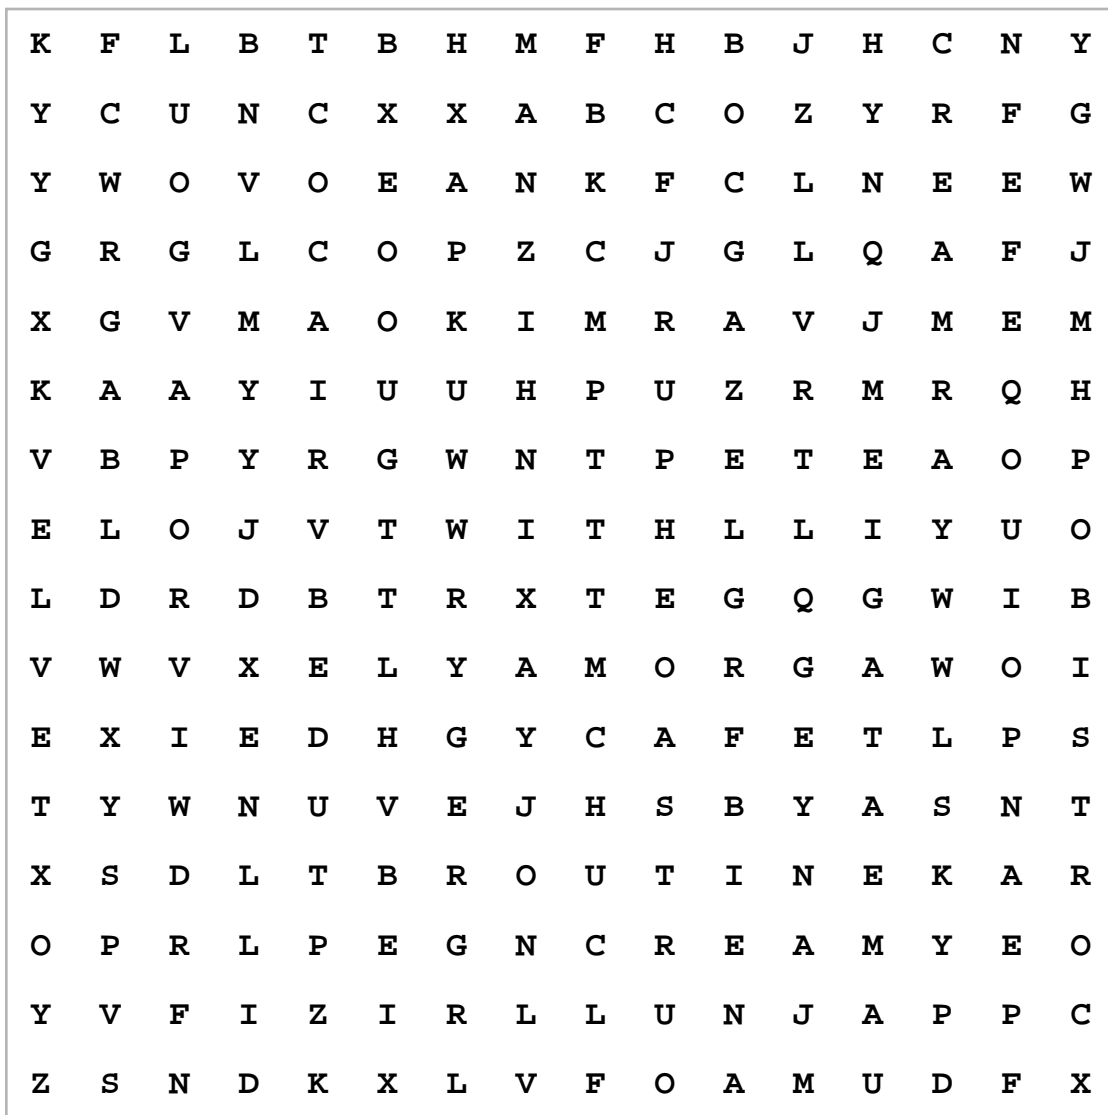 K F L B T B H M F H B J H C N Y
Y C U N C X X A B C O Z Y R F G
Y W O V O E A N K F C L N E E W
G R G L C O P Z C J G L Q A F J
X G V M A O K I M R A V J M E M
K A A Y I U U H P U Z R M R Q H
V B P Y R G W N T P E T E A O P
E L O J V T W I T H L L I Y U O
L D R D B T R X T E G Q G W I B
V W V X E L Y A M O R G A W O I
E X I E D H G Y C A F E T L P S
T Y W N U V E J H S B Y A S N T
X S D L T B R O U T I N E K A R
O P R L P E G N C R E A M Y E O
Y V F I Z I R L L U N J A P P C
Z S N D K X L V F O A M U D F X